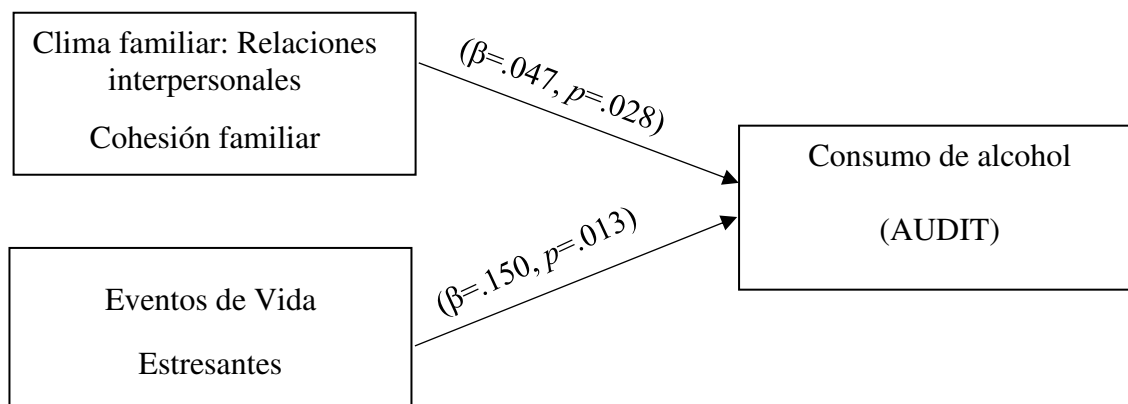 Clima familiar: Relaciones
interpersonales
Cohesión familiar
(β=.047, p=.028)
Consumo de alcohol
(AUDIT)
(β=.150, p=.013)
Eventos de Vida
Estresantes